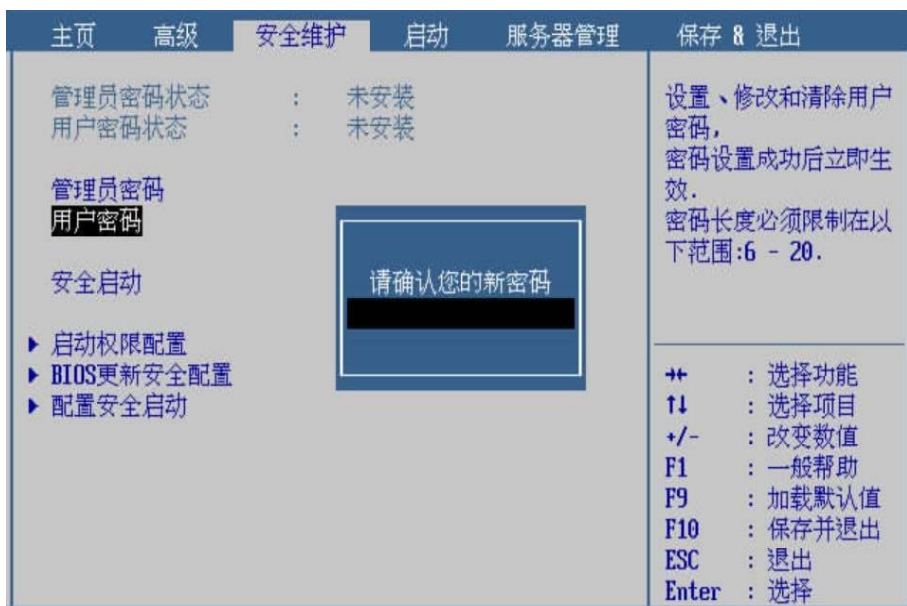 主页 高级 安全维护 启动 服务器管理 保存 & 退出
管理员密码状态 : 未安装
用户密码状态 : 未安装
管理员密码
用户密码
安全启动
启动权限配置
BIOS更新安全配置
配置安全启动
请确认您的新密码
设置、修改和清除用户
密码,
密码设置成功后立即生
效.
密码长度必须限制在以
下范围:6 - 20.
→← : 选择功能
↑↓ : 选择项目
+/- : 改变数值
F1 : 一般帮助
F9 : 加载默认值
F10 : 保存并退出
ESC : 退出
Enter : 选择